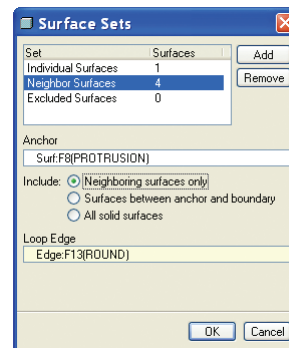 Surface Sets
Set Surfaces Add
Individual Surfaces 1
Neighbor Surfaces 4 Remove
Excluded Surfaces 0
Anchor
Surf:F8(PROTRUSION)
Include: Neighboring surfaces only
Surfaces between anchor and boundary
All solid surfaces
Loop Edge
Edge:F13(ROUND)
OK Cancel